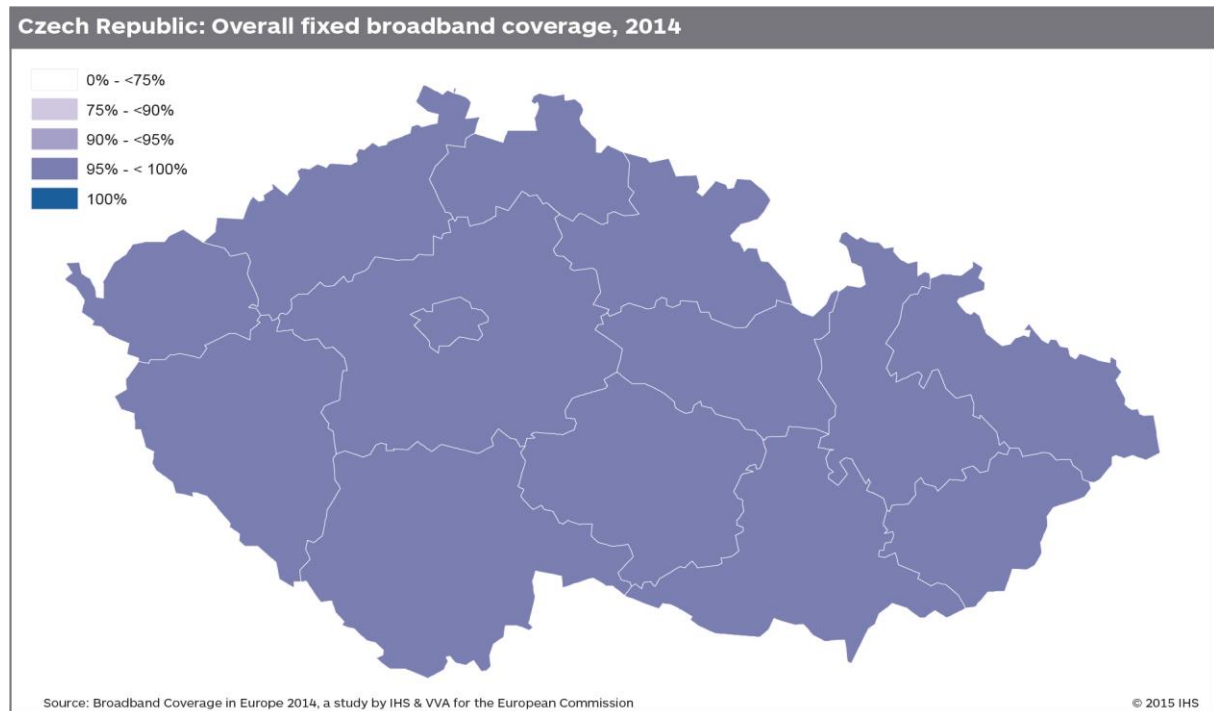 Czech Republic: Overall fixed broadband coverage, 2014
0% - <75%
75% - <90%
90% - <95%
95% - < 100%
100%
Source: Broadband Coverage in Europe 2014, a study by IHS & VVA for the European Commission
© 2015 IHS